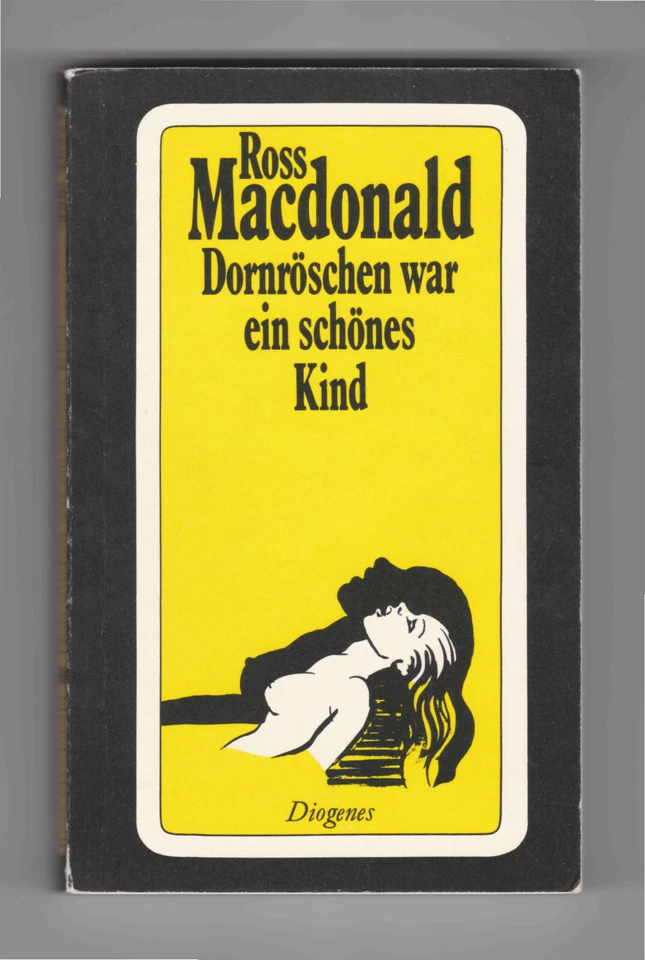 Ross
Macdonald
Dornröschen war
ein schönes
Kind
Diogenes